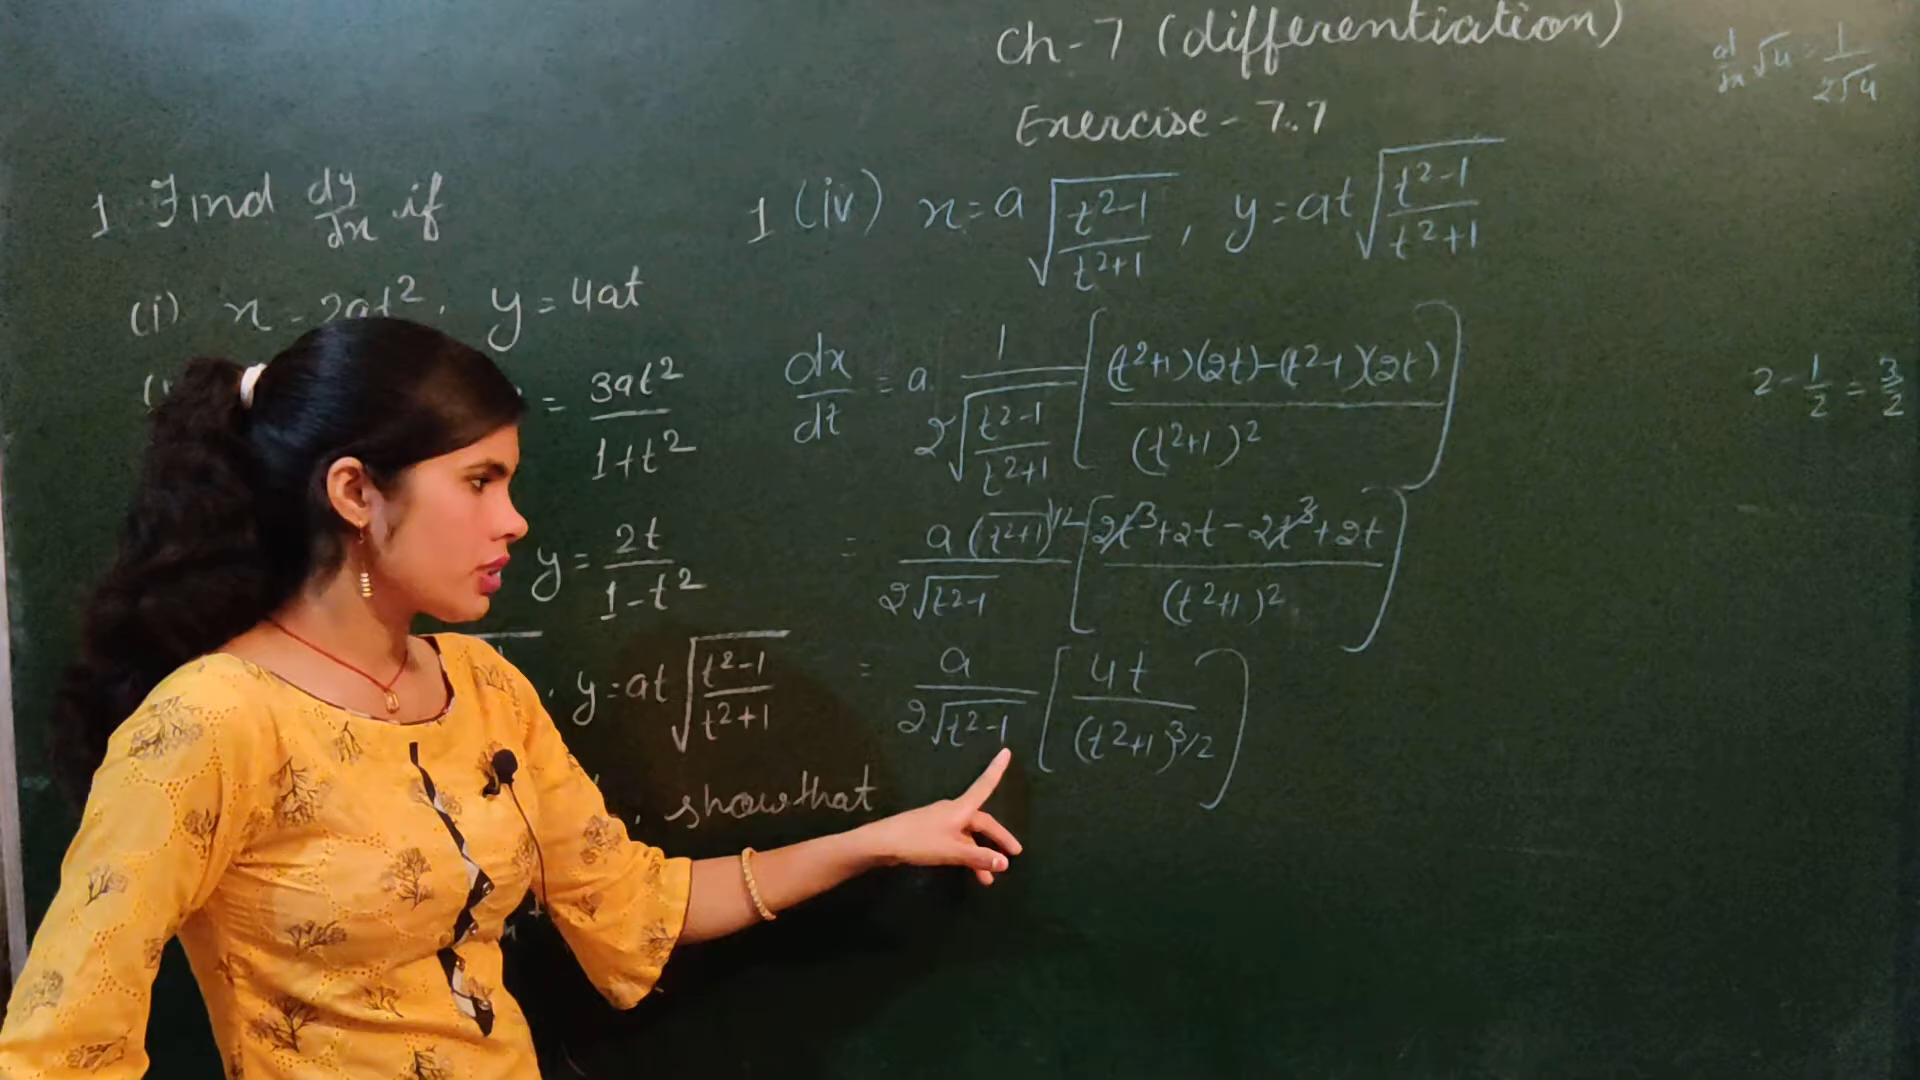 Ch-7 (differentiation)
Exercise - 7.7
d/dx √u = 1/2√u
1 Find dy/dx if
(i) x = 2at², y = 4at
= 3at²/1+t²
y = 2t/1-t²
. y = at √(t²-1/t²+1)
. show that
1 (iv) x = a √(t²-1/t²+1), y = at √(t²-1/t²+1)
dx/dt = a. 1/2√(t²-1/t²+1) [(t²+1)(2t)-(t²-1)(2t)/(t²+1)²]
= a(t²+1)^1/2/2√t²-1 [2t³+2t-2t³+2t/(t²+1)²]
= a/2√t²-1 [4t/(t²+1)^3/2]
2 - 1/2 = 3/2